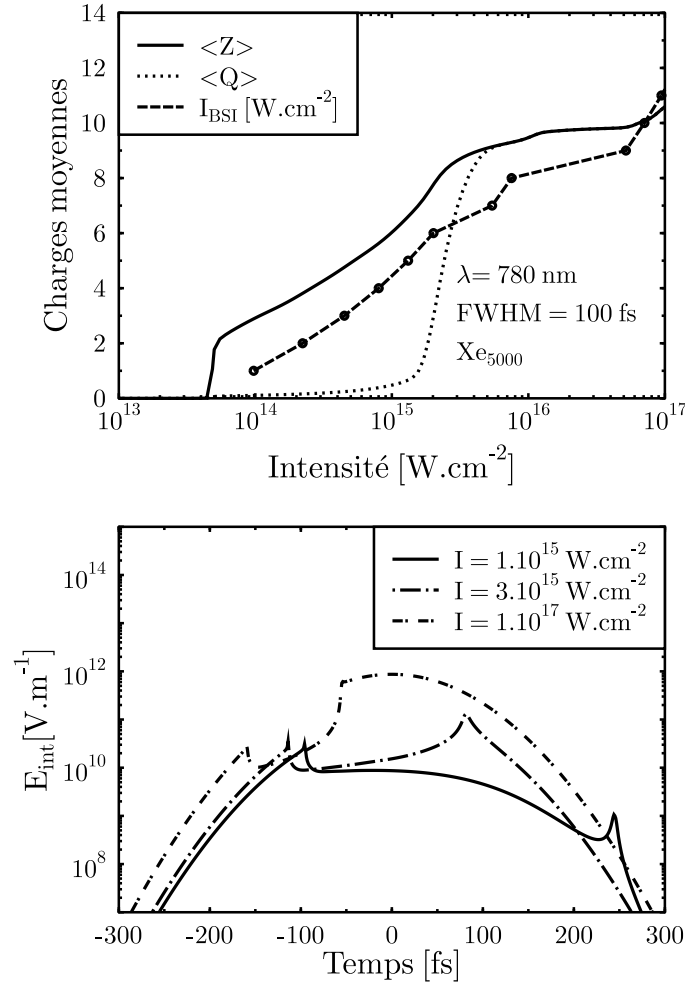 14
12
10
8
6
4
2
0
Charges moyennes
<Z>
<Q>
I_BSI [W.cm^-2]
λ= 780 nm
FWHM = 100 fs
Xe_5000
10^13
10^14
10^15
10^16
10^17
Intensité [W.cm^-2]
10^14
10^12
10^10
10^8
E_int[V.m^-1]
I = 1.10^15 W.cm^-2
I = 3.10^15 W.cm^-2
I = 1.10^17 W.cm^-2
-300
-200
-100
0
100
200
300
Temps [fs]